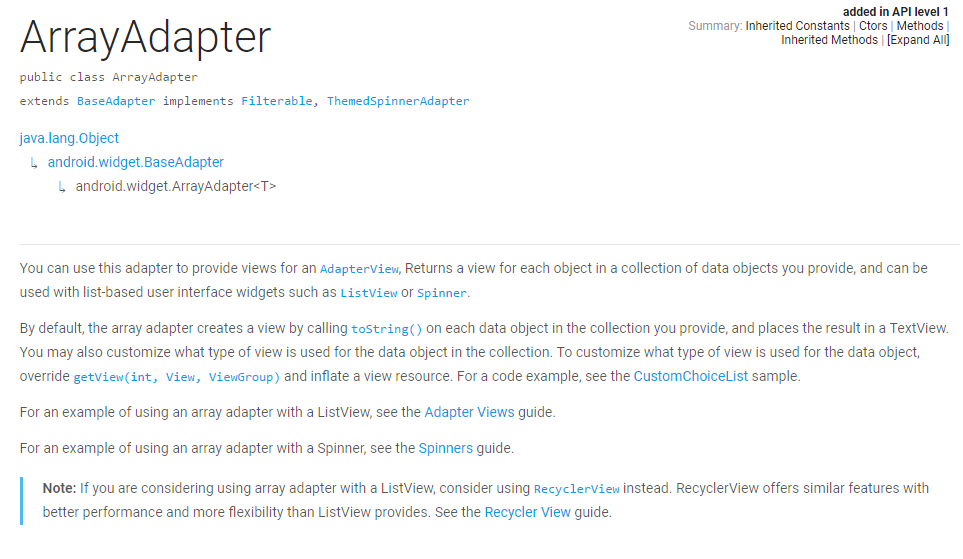 ArrayAdapter
added in API level 1
Summary: Inherited Constants | Ctors | Methods |
Inherited Methods | [Expand All]
public class ArrayAdapter
extends BaseAdapter implements Filterable, ThemedSpinnerAdapter
java.lang.Object
↳ android.widget.BaseAdapter
↳ android.widget.ArrayAdapter<T>
You can use this adapter to provide views for an AdapterView, Returns a view for each object in a collection of data objects you provide, and can be
used with list-based user interface widgets such as ListView or Spinner.
By default, the array adapter creates a view by calling toString() on each data object in the collection you provide, and places the result in a TextView.
You may also customize what type of view is used for the data object in the collection. To customize what type of view is used for the data object,
override getView(int, View, ViewGroup) and inflate a view resource. For a code example, see the CustomChoiceList sample.
For an example of using an array adapter with a ListView, see the Adapter Views guide.
For an example of using an array adapter with a Spinner, see the Spinners guide.
Note: If you are considering using array adapter with a ListView, consider using RecyclerView instead. RecyclerView offers similar features with
better performance and more flexibility than ListView provides. See the Recycler View guide.